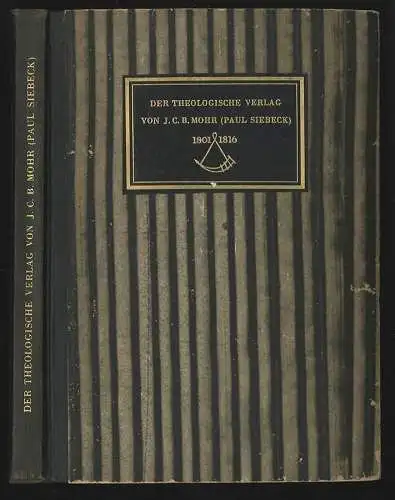 DER THEOLOGISCHE VERLAG VON J. C. B. MOHR (PAUL SIEBECK)
DER THEOLOGISCHE VERLAG
VON J. C. B. MOHR (PAUL SIEBECK)
1801 1816